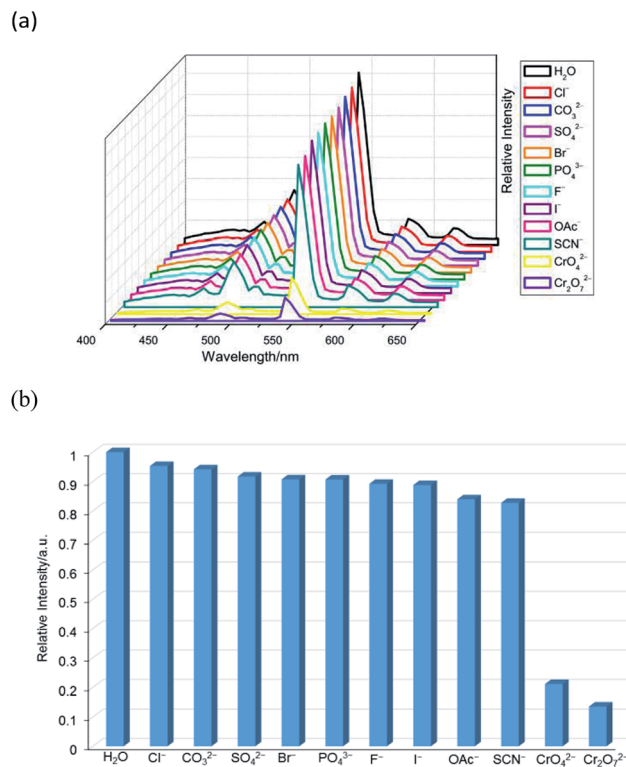 (a)
Relative Intensity
H₂O
Cl⁻
CO₃²⁻
SO₄²⁻
Br⁻
PO₄³⁻
F⁻
I⁻
OAc⁻
SCN⁻
CrO₄²⁻
Cr₂O₇²⁻
400 450 500 550 600 650
Wavelength/nm
(b)
Relative Intensity/a.u.
1
0.9
0.8
0.7
0.6
0.5
0.4
0.3
0.2
0.1
0
H₂O Cl⁻ CO₃²⁻ SO₄²⁻ Br⁻ PO₄³⁻ F⁻ I⁻ OAc⁻ SCN⁻ CrO₄²⁻ Cr₂O₇²⁻